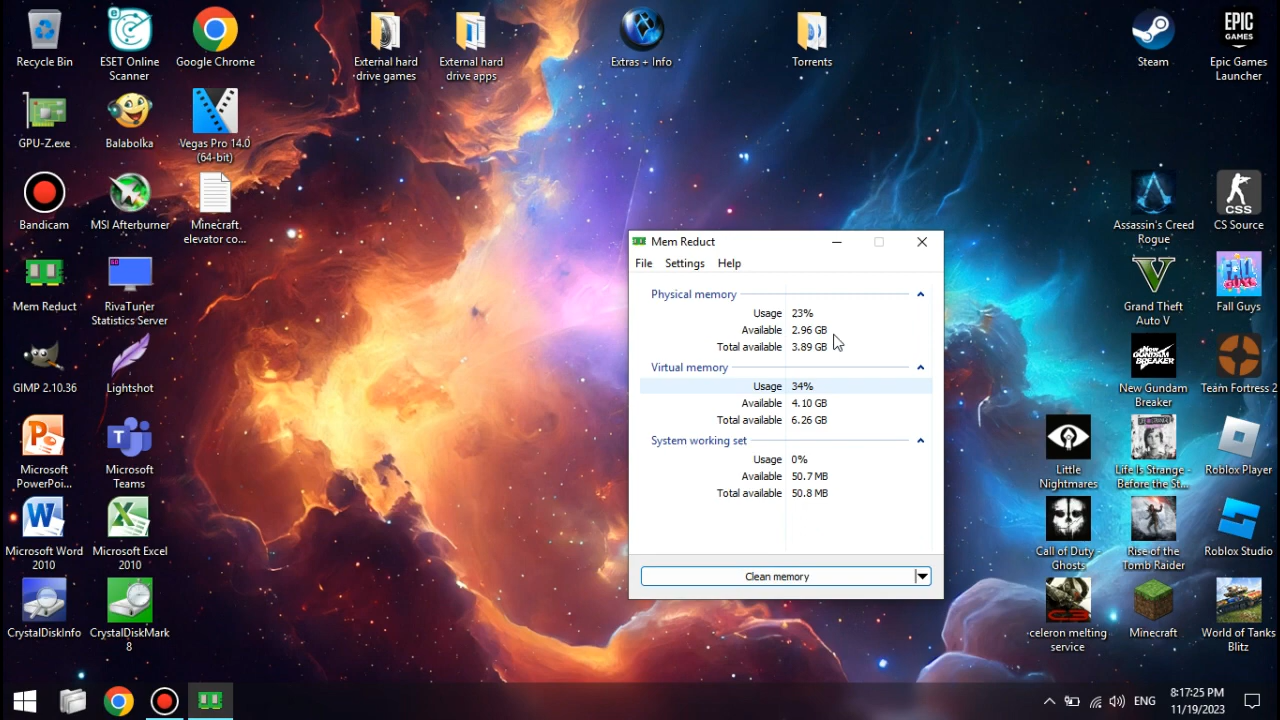 Recycle Bin
ESET Online
Scanner
Google Chrome
External hard
drive games
External hard
drive apps
Extras + Info
Torrents
Steam
EPIC
GAMES
Epic Games
Launcher
GPU-Z.exe
Balabolka
Vegas Pro 14.0
(64-bit)
Bandicam
MSI Afterburner
Minecraft
elevator co...
Assassin's Creed
Rogue
CSS
CS Source
Mem Reduct
RivaTuner
Statistics Server
Grand Theft
Auto V
Fall Guys
GIMP 2.10.36
Lightshot
New Gundam
Breaker
Team Fortress 2
Microsoft
PowerPoi...
Microsoft
Teams
Little
Nightmares
Life Is Strange -
Before the St...
Roblox Player
Microsoft Word
2010
Microsoft Excel
2010
Call of Duty -
Ghosts
Rise of the
Tomb Raider
Roblox Studio
CrystalDiskInfo
CrystalDiskMark
8
celeron melting
service
Minecraft
World of Tanks
Blitz
Mem Reduct
File Settings Help
Physical memory
Usage 23%
Available 2.96 GB
Total available 3.89 GB
Virtual memory
Usage 34%
Available 4.10 GB
Total available 6.26 GB
System working set
Usage 0%
Available 50.7 MB
Total available 50.8 MB
Clean memory
ENG
8:17:25 PM
11/19/2023